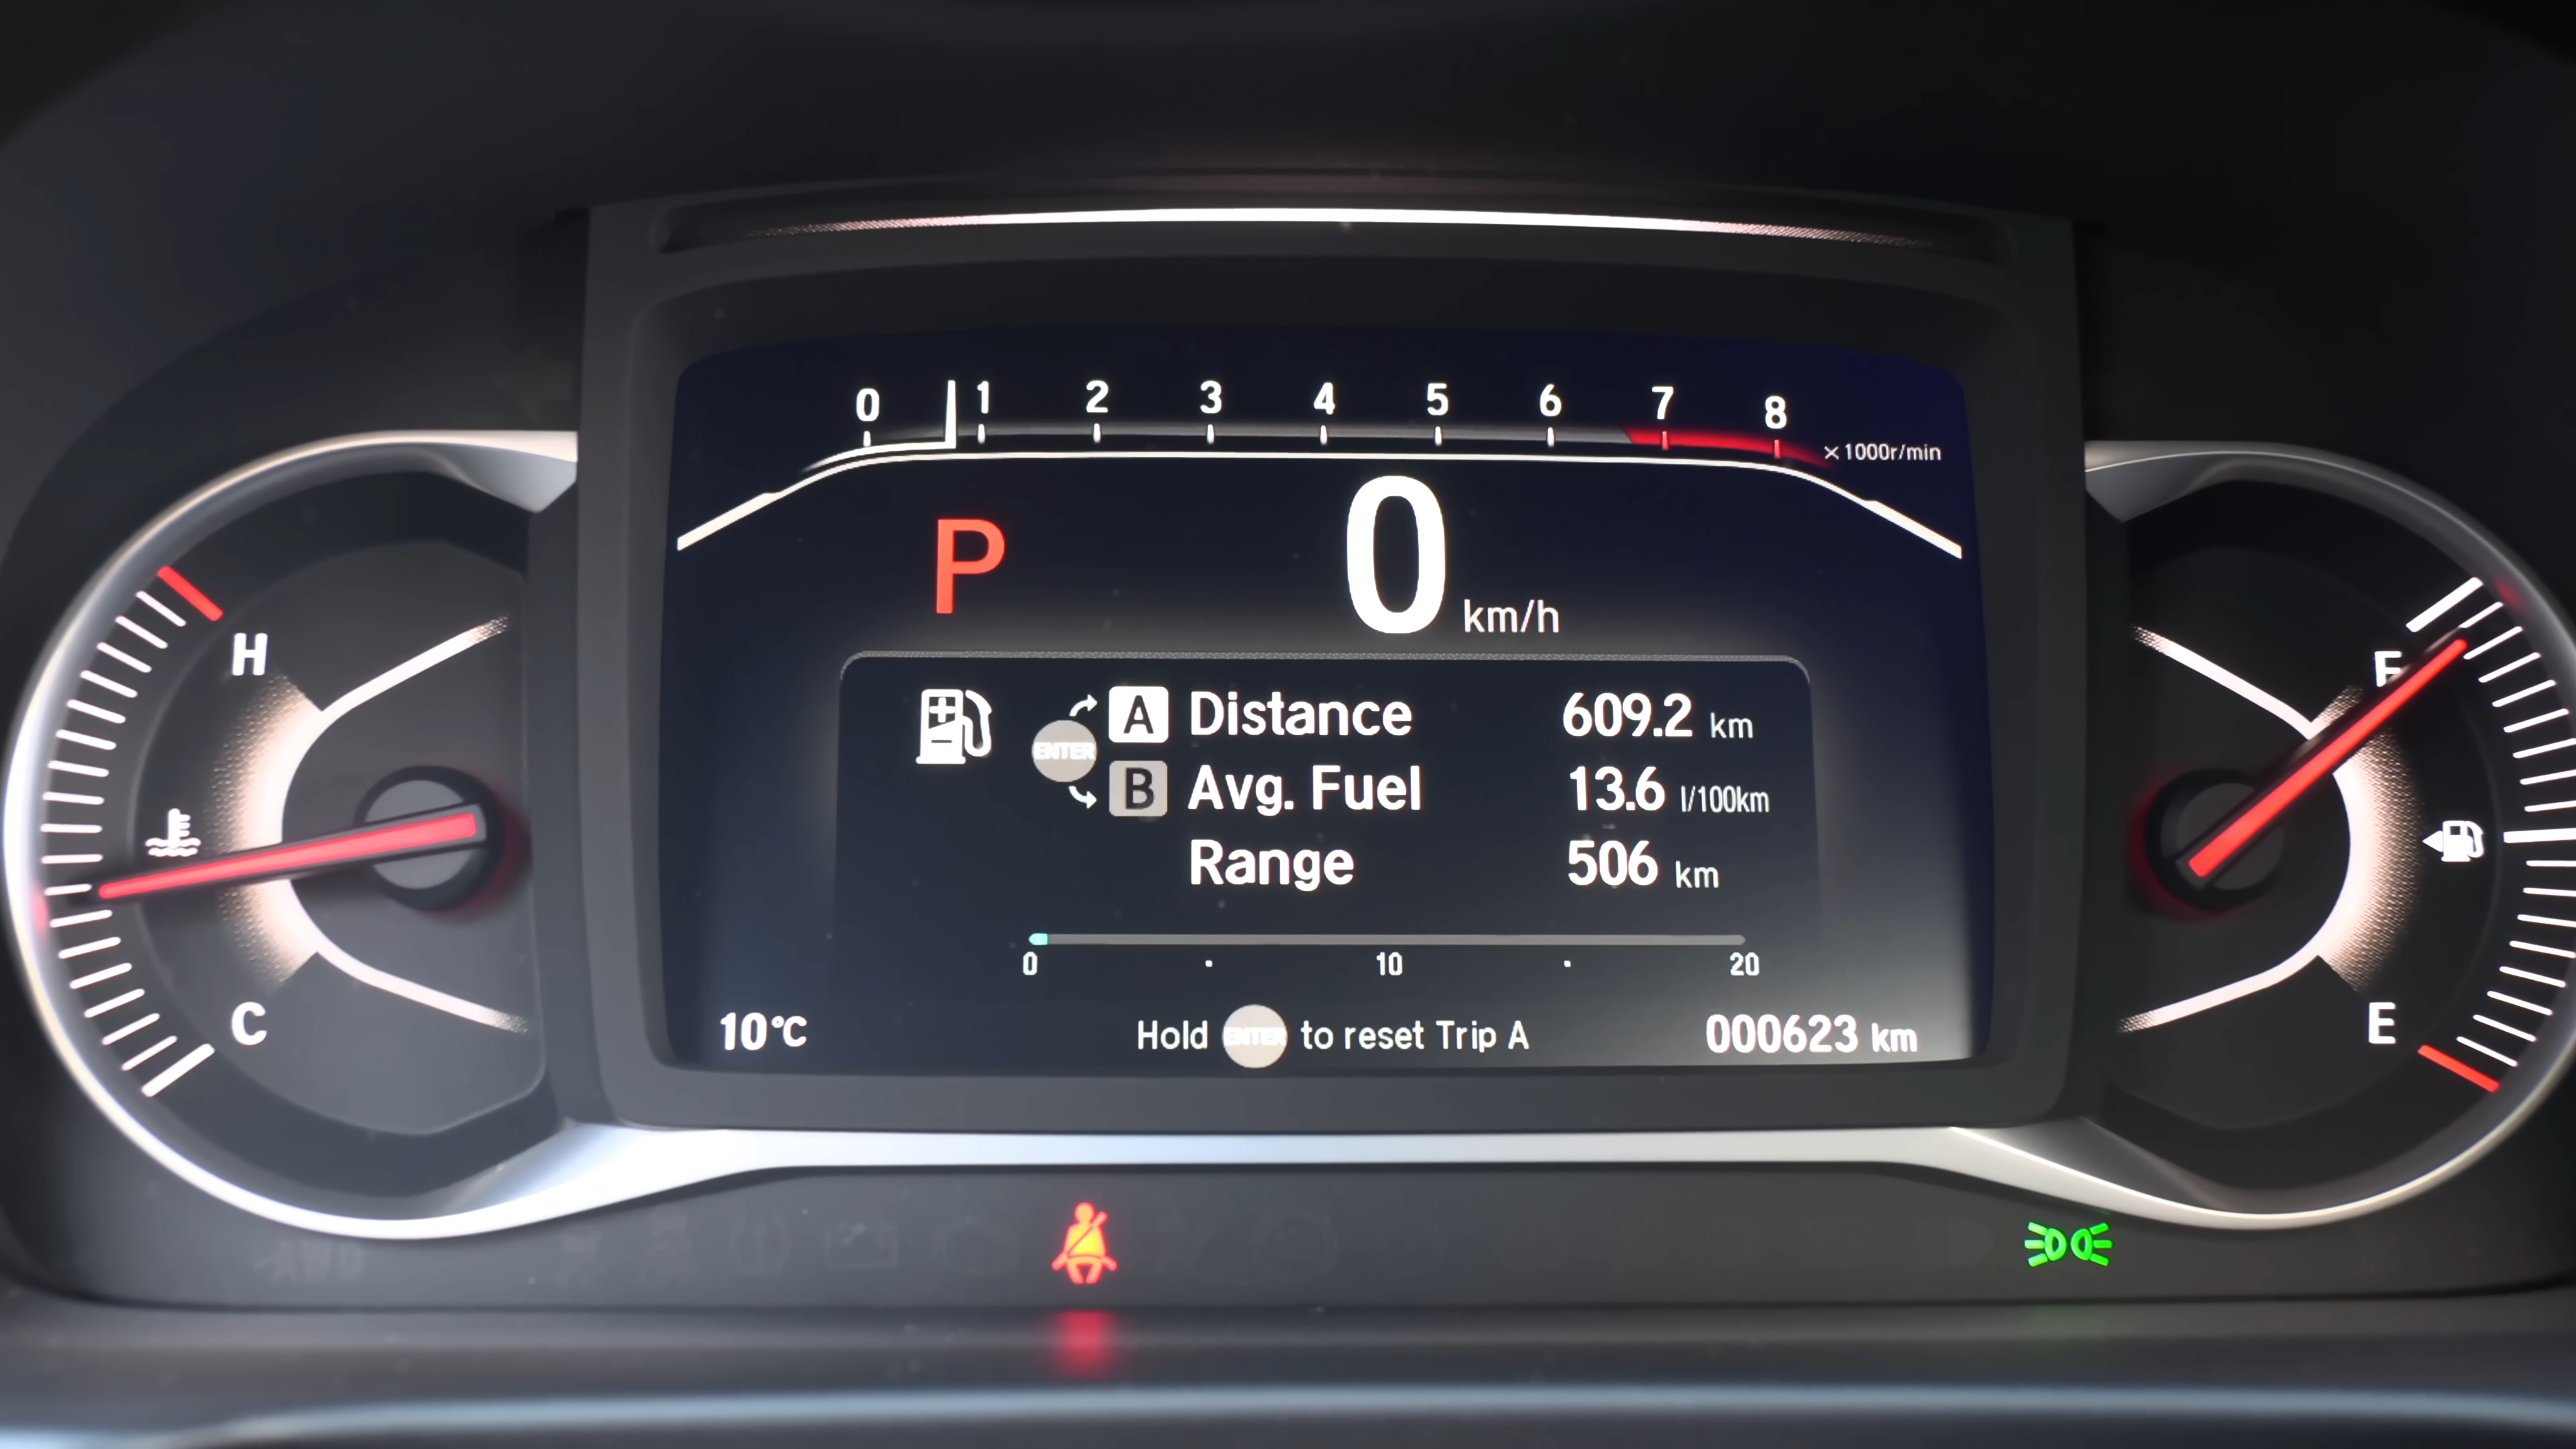 0 1 2 3 4 5 6 7 8
×1000r/min
P 0 km/h
H
F
A Distance 609.2 km
ENTER
B Avg. Fuel 13.6 l/100km
Range 506 km
0 10 20
C
E
10°C Hold ENTER to reset Trip A 000623 km
AWD